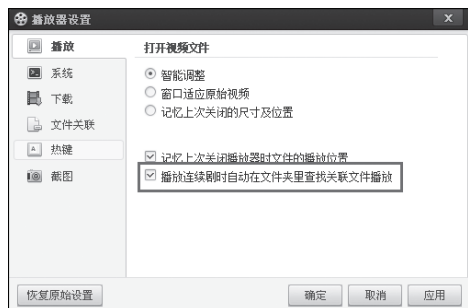 播放器设置
x
播放
系统
下载
文件关联
热键
截图
打开视频文件
智能调整
窗口适应原始视频
记忆上次关闭的尺寸及位置
记忆上次关闭播放器时文件的播放位置
播放连续剧时自动在文件夹里查找关联文件播放
恢复原始设置
确定
取消
应用